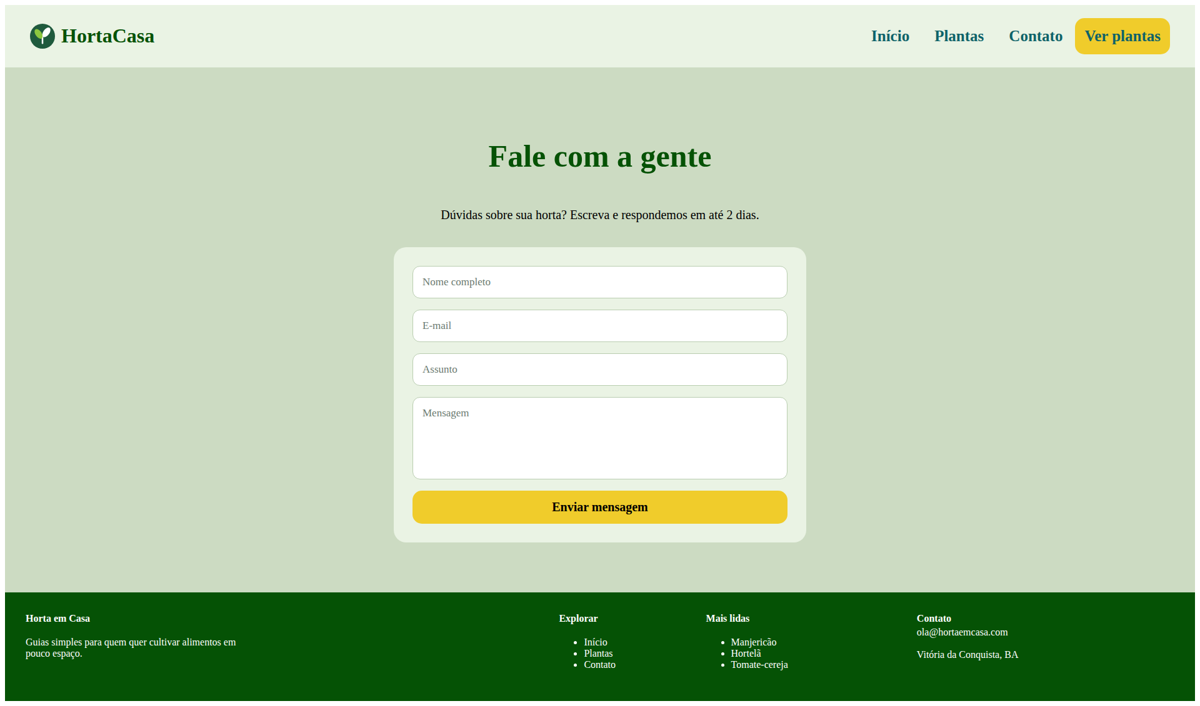 HortaCasa
Início Plantas Contato Ver plantas
Fale com a gente
Dúvidas sobre sua horta? Escreva e respondemos em até 2 dias.
Nome completo
E-mail
Assunto
Mensagem
Enviar mensagem
Horta em Casa
Guias simples para quem quer cultivar alimentos em
pouco espaço.
Explorar
Início
Plantas
Contato
Mais lidas
Manjericão
Hortelã
Tomate-cereja
Contato
ola@hortaemcasa.com
Vitória da Conquista, BA